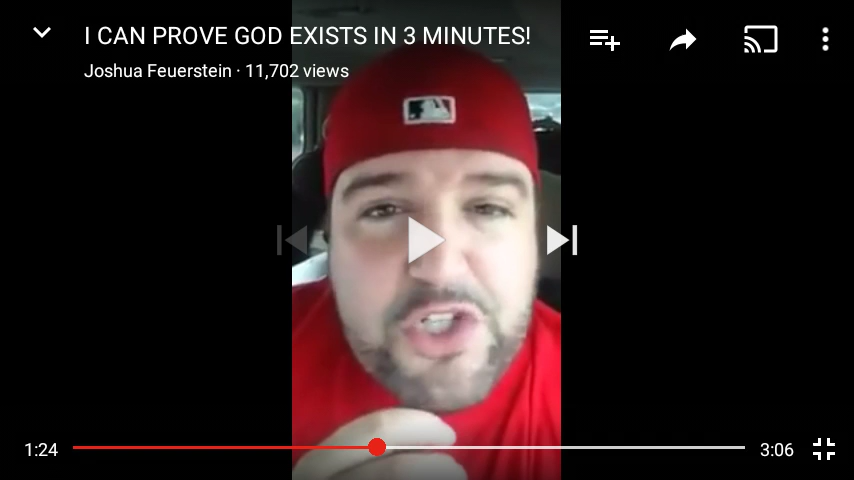 I CAN PROVE GOD EXISTS IN 3 MINUTES!
Joshua Feuerstein · 11,702 views
1:24
3:06